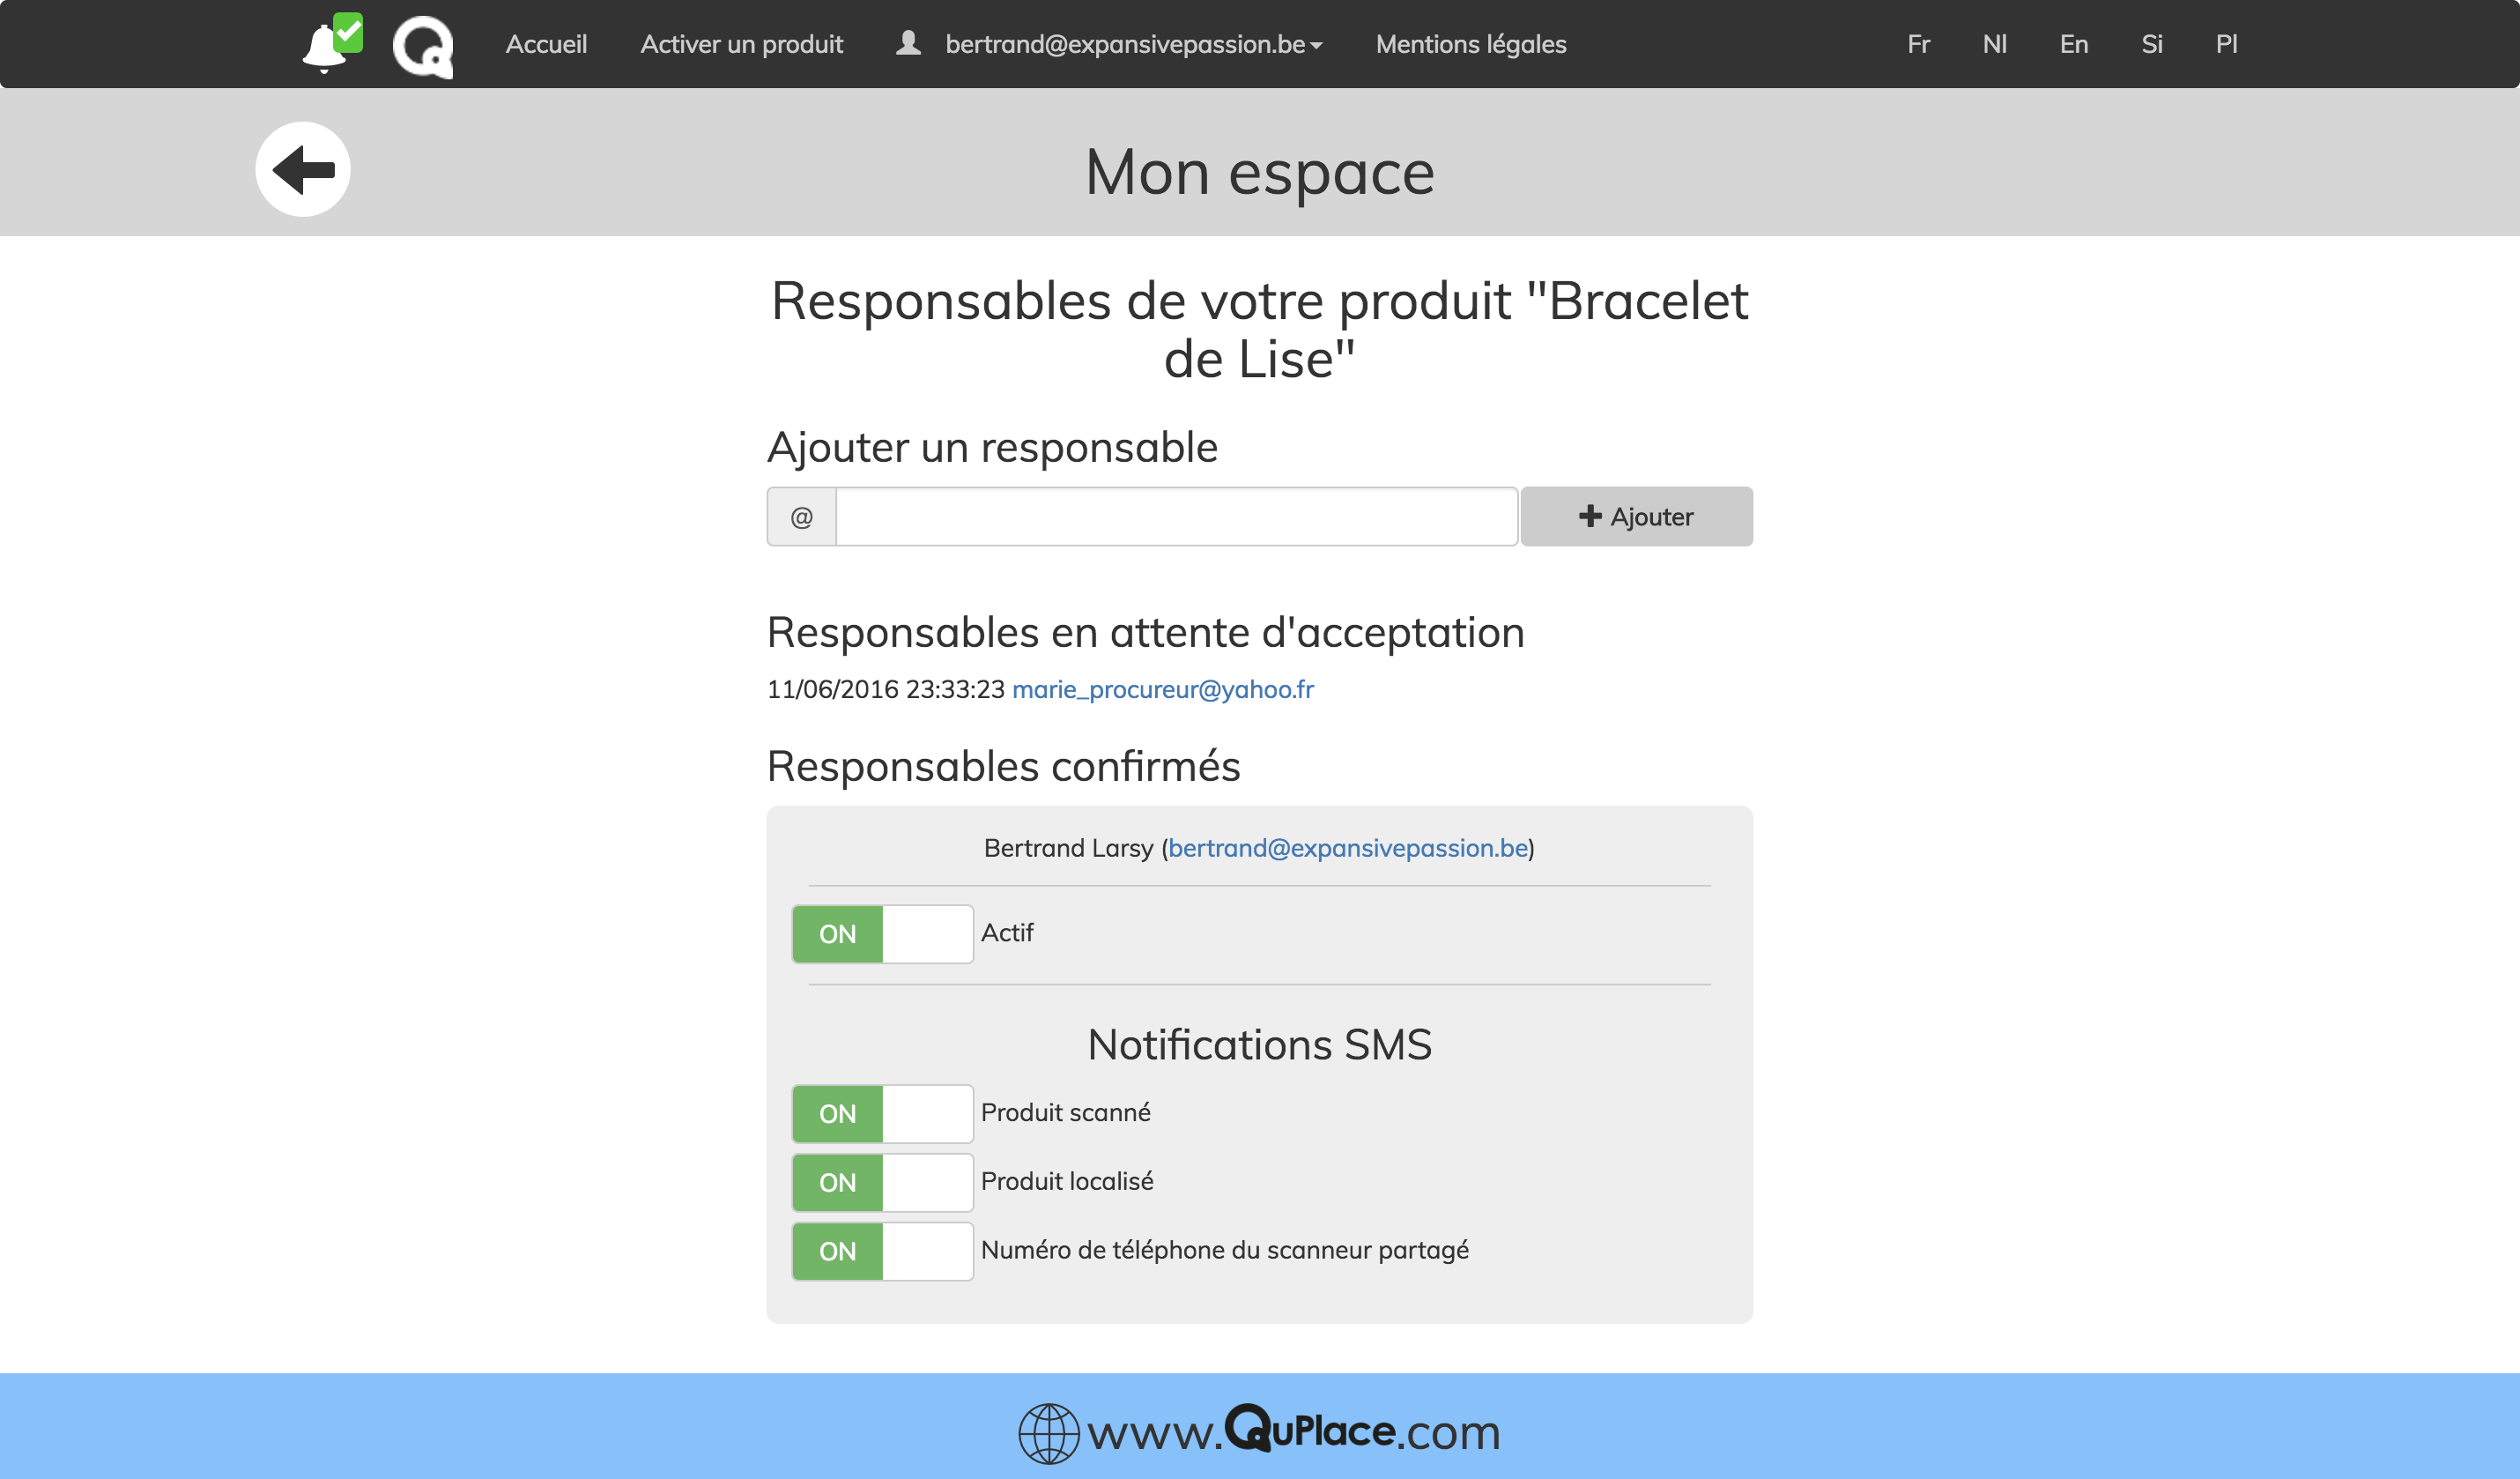 Accueil Activer un produit bertrand@expansivepassion.be Mentions légales Fr Nl En Si Pl
Mon espace
Responsables de votre produit "Bracelet
de Lise"
Ajouter un responsable
@ Ajouter
Responsables en attente d'acceptation
11/06/2016 23:33:23 marie_procureur@yahoo.fr
Responsables confirmés
Bertrand Larsy (bertrand@expansivepassion.be)
ON Actif
Notifications SMS
ON Produit scanné
ON Produit localisé
ON Numéro de téléphone du scanneur partagé
www.QuPlace.com